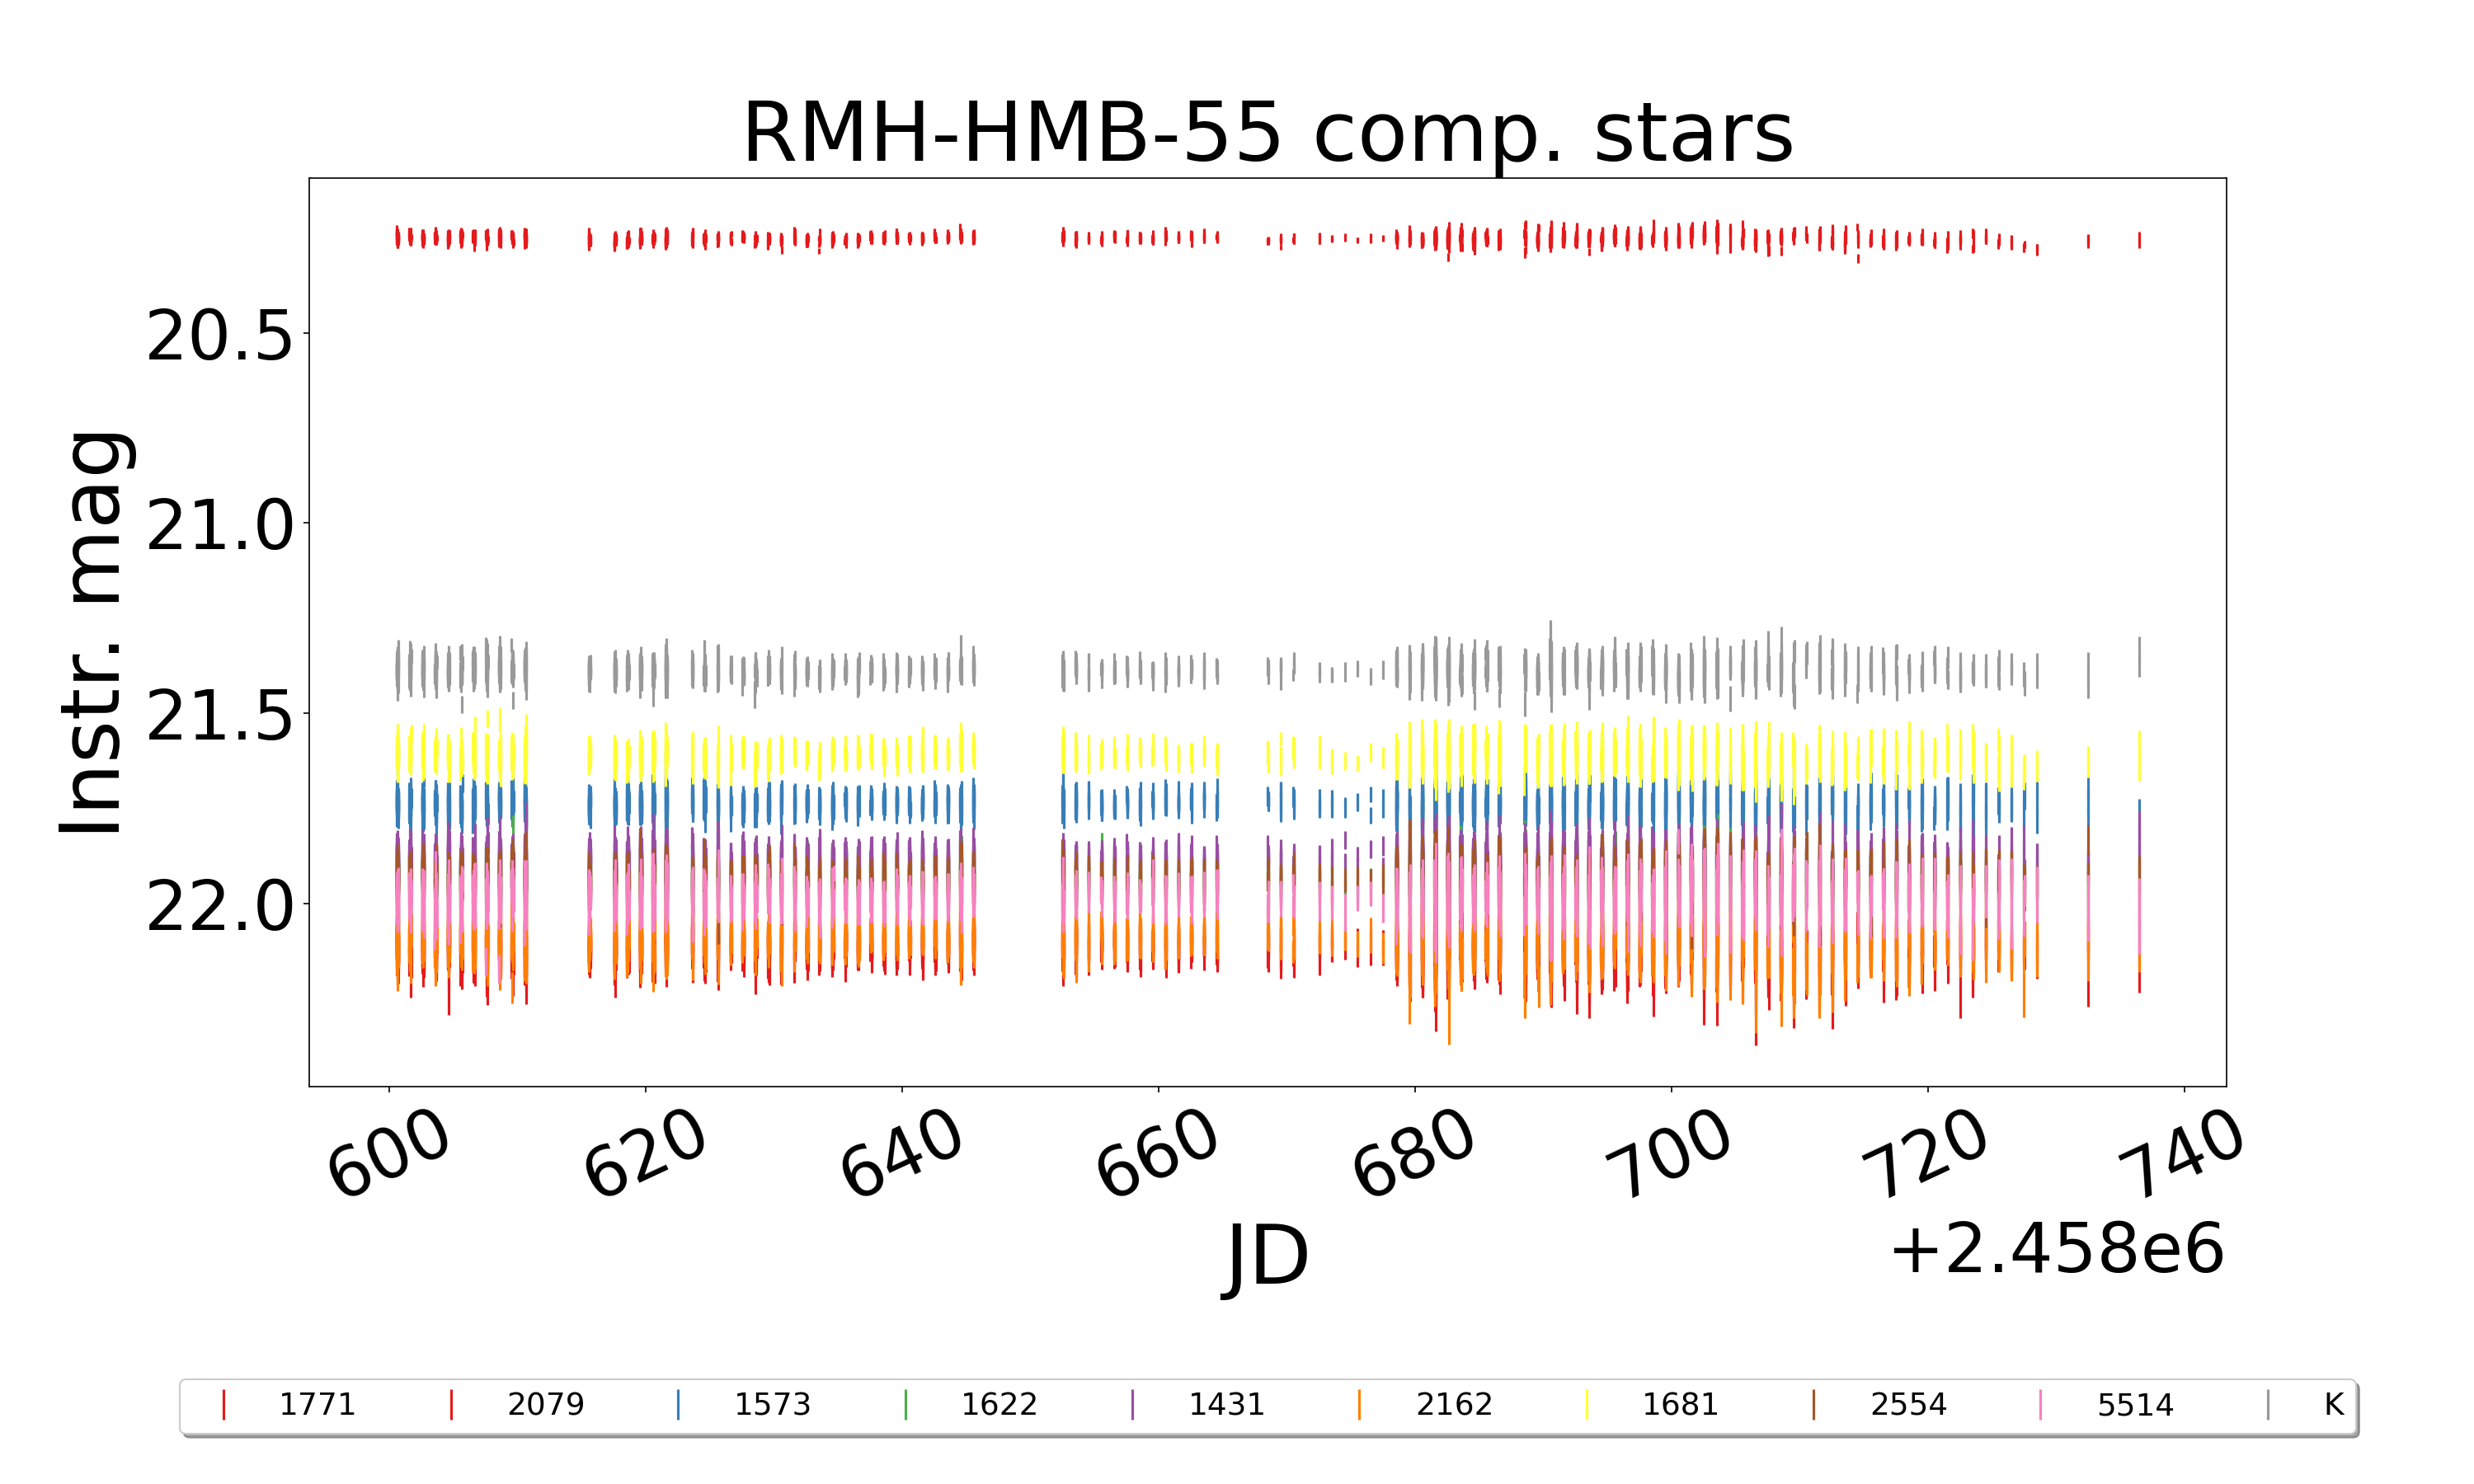 RMH-HMB-55 comp. stars
Instr. mag
20.5
21.0
21.5
22.0
600 620 640 660 680 700 720 740
JD
+2.458e6
1771 2079 1573 1622 1431 2162 1681 2554 5514 K